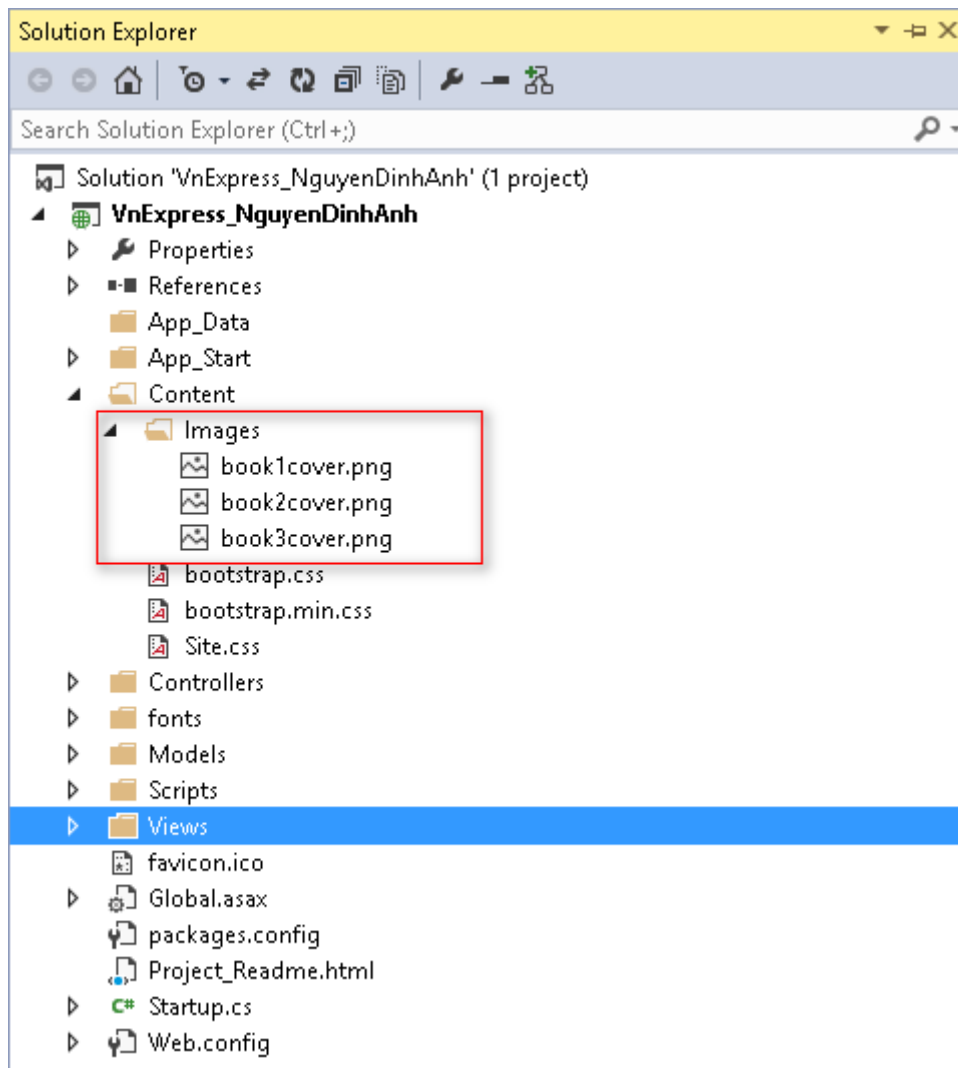 Solution Explorer
Search Solution Explorer (Ctrl+;)
Solution 'VnExpress_NguyenDinhAnh' (1 project)
VnExpress_NguyenDinhAnh
Properties
References
App_Data
App_Start
Content
Images
book1cover.png
book2cover.png
book3cover.png
bootstrap.css
bootstrap.min.css
Site.css
Controllers
fonts
Models
Scripts
Views
favicon.ico
Global.asax
packages.config
Project_Readme.html
C# Startup.cs
Web.config